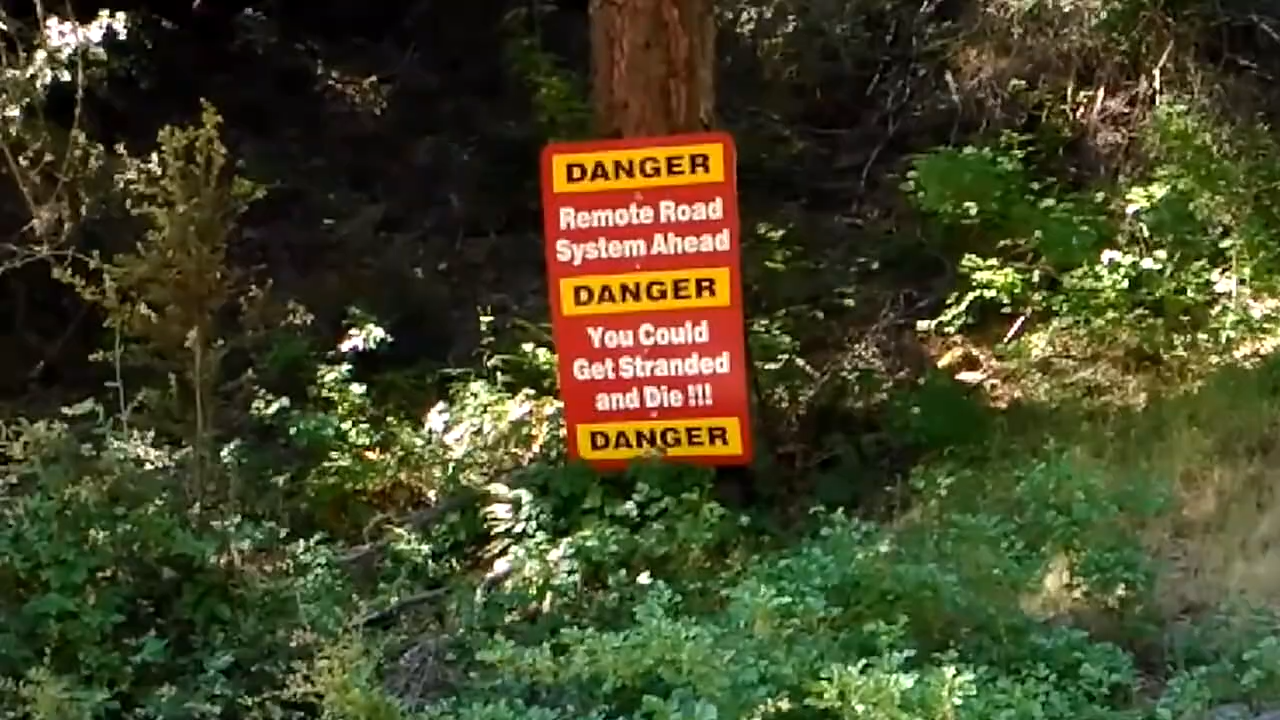 DANGER
Remote Road
System Ahead
DANGER
You Could
Get Stranded
and Die !!!
DANGER